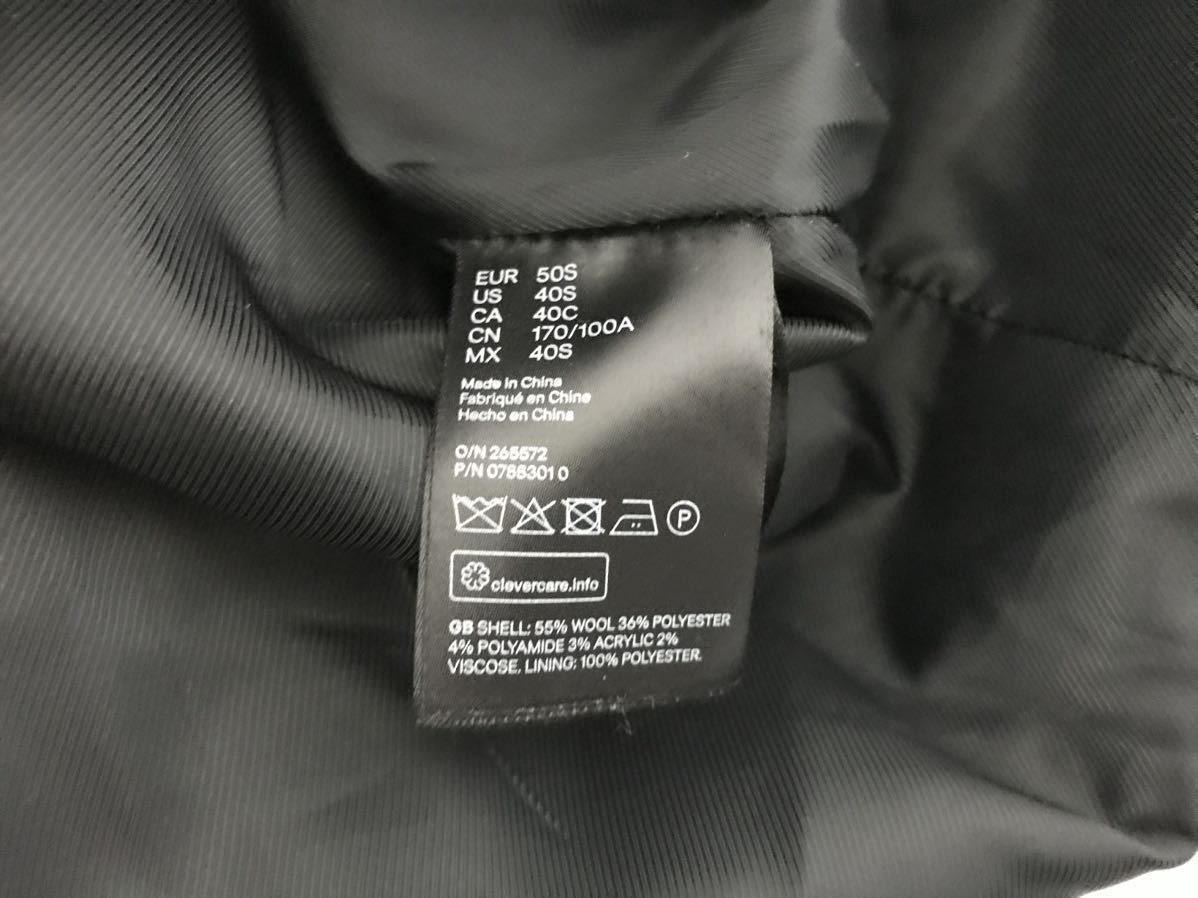 EUR 50S
US 40S
CA 40C
CN 170/100A
MX 40S
Made in China
Fabriqué en Chine
Hecho en China
O/N 265572
P/N 0785301 0
P
clevercare.info
GB SHELL: 55% WOOL 36% POLYESTER
4% POLYAMIDE 3% ACRYLIC 2%
VISCOSE. LINING: 100% POLYESTER.